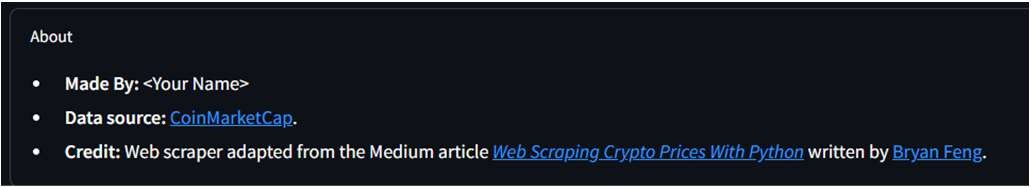 About
• Made By: <Your Name>
• Data source: CoinMarketCap.
• Credit: Web scraper adapted from the Medium article Web Scraping Crypto Prices With Python written by Bryan Feng.